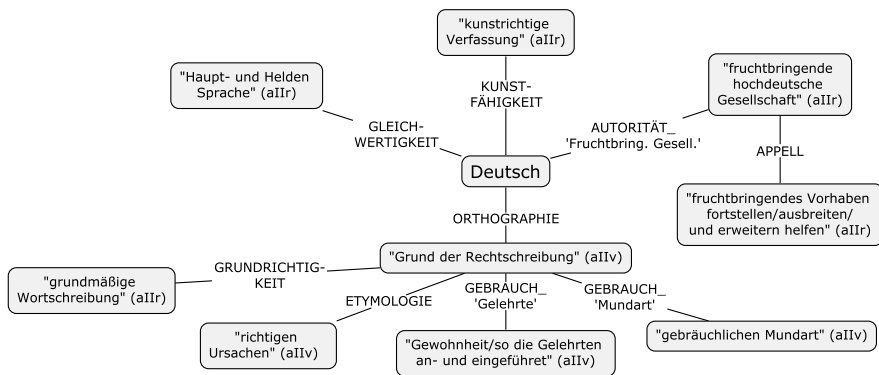 "kunstrichtige
Verfassung" (aIIr)
"Haupt- und Helden
Sprache" (aIIr)
"fruchtbringende
hochdeutsche
Gesellschaft" (aIIr)
KUNST-
FÄHIGKEIT
GLEICH-
WERTIGKEIT
AUTORITÄT_
'Fruchtbring. Gesell.'
APPELL
Deutsch
"fruchtbringendes Vorhaben
fortstellen/ausbreiten/
und erweitern helfen" (aIIr)
ORTHOGRAPHIE
"Grund der Rechtschreibung" (aIIv)
GRUNDRICHTIG-
KEIT
"grundmäßige
Wortschreibung" (aIIr)
ETYMOLOGIE
GEBRAUCH_
'Gelehrte'
GEBRAUCH_
'Mundart'
"richtigen
Ursachen" (aIIv)
"Gewohnheit/so die Gelehrten
an- und eingeführet" (aIIv)
"gebräuchlichen Mundart" (aIIv)